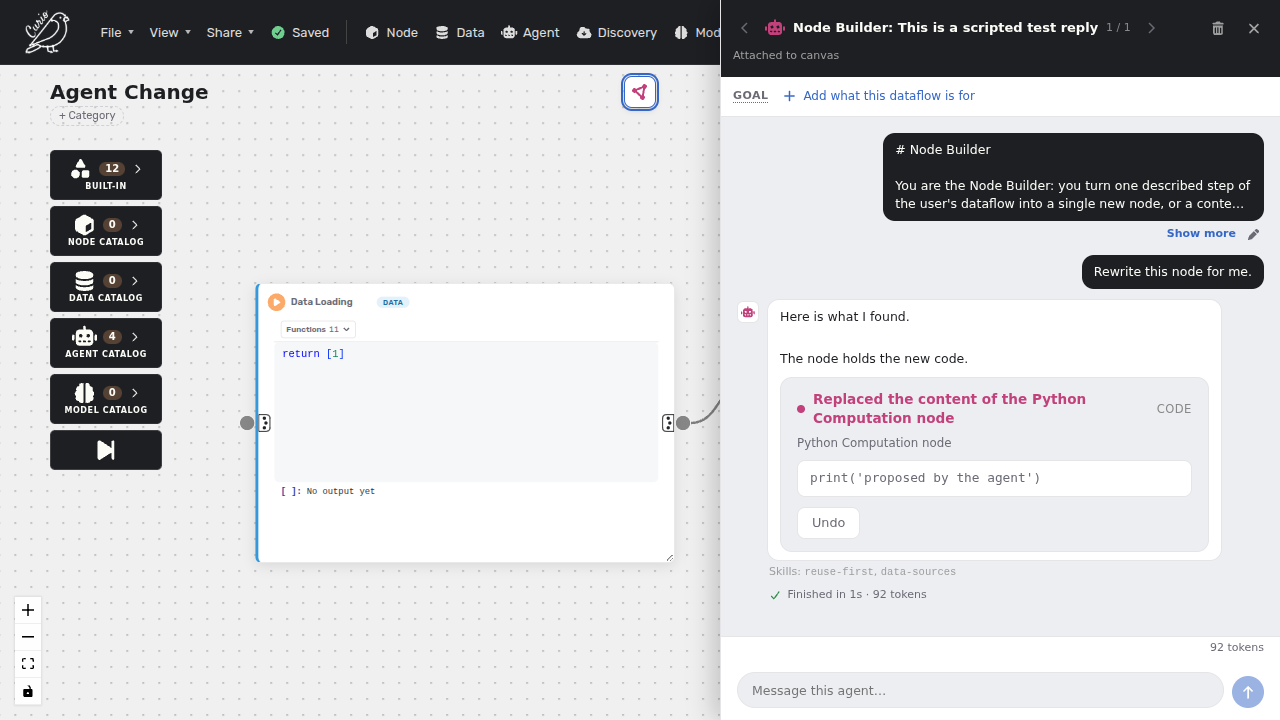 Curio
File
View
Share
Saved
Node
Data
Agent
Discovery
Mod
Agent Change
+ Category
12
BUILT-IN
0
NODE CATALOG
0
DATA CATALOG
4
AGENT CATALOG
0
MODEL CATALOG
Data Loading
DATA
Functions 11
return [1]
[ ]: No output yet
Node Builder: This is a scripted test reply
1 / 1
Attached to canvas
GOAL
Add what this dataflow is for
# Node Builder
You are the Node Builder: you turn one described step of
the user's dataflow into a single new node, or a conte…
Show more
Rewrite this node for me.
Here is what I found.
The node holds the new code.
Replaced the content of the Python
Computation node
CODE
Python Computation node
print('proposed by the agent')
Undo
Skills: reuse-first, data-sources
Finished in 1s · 92 tokens
92 tokens
Message this agent…